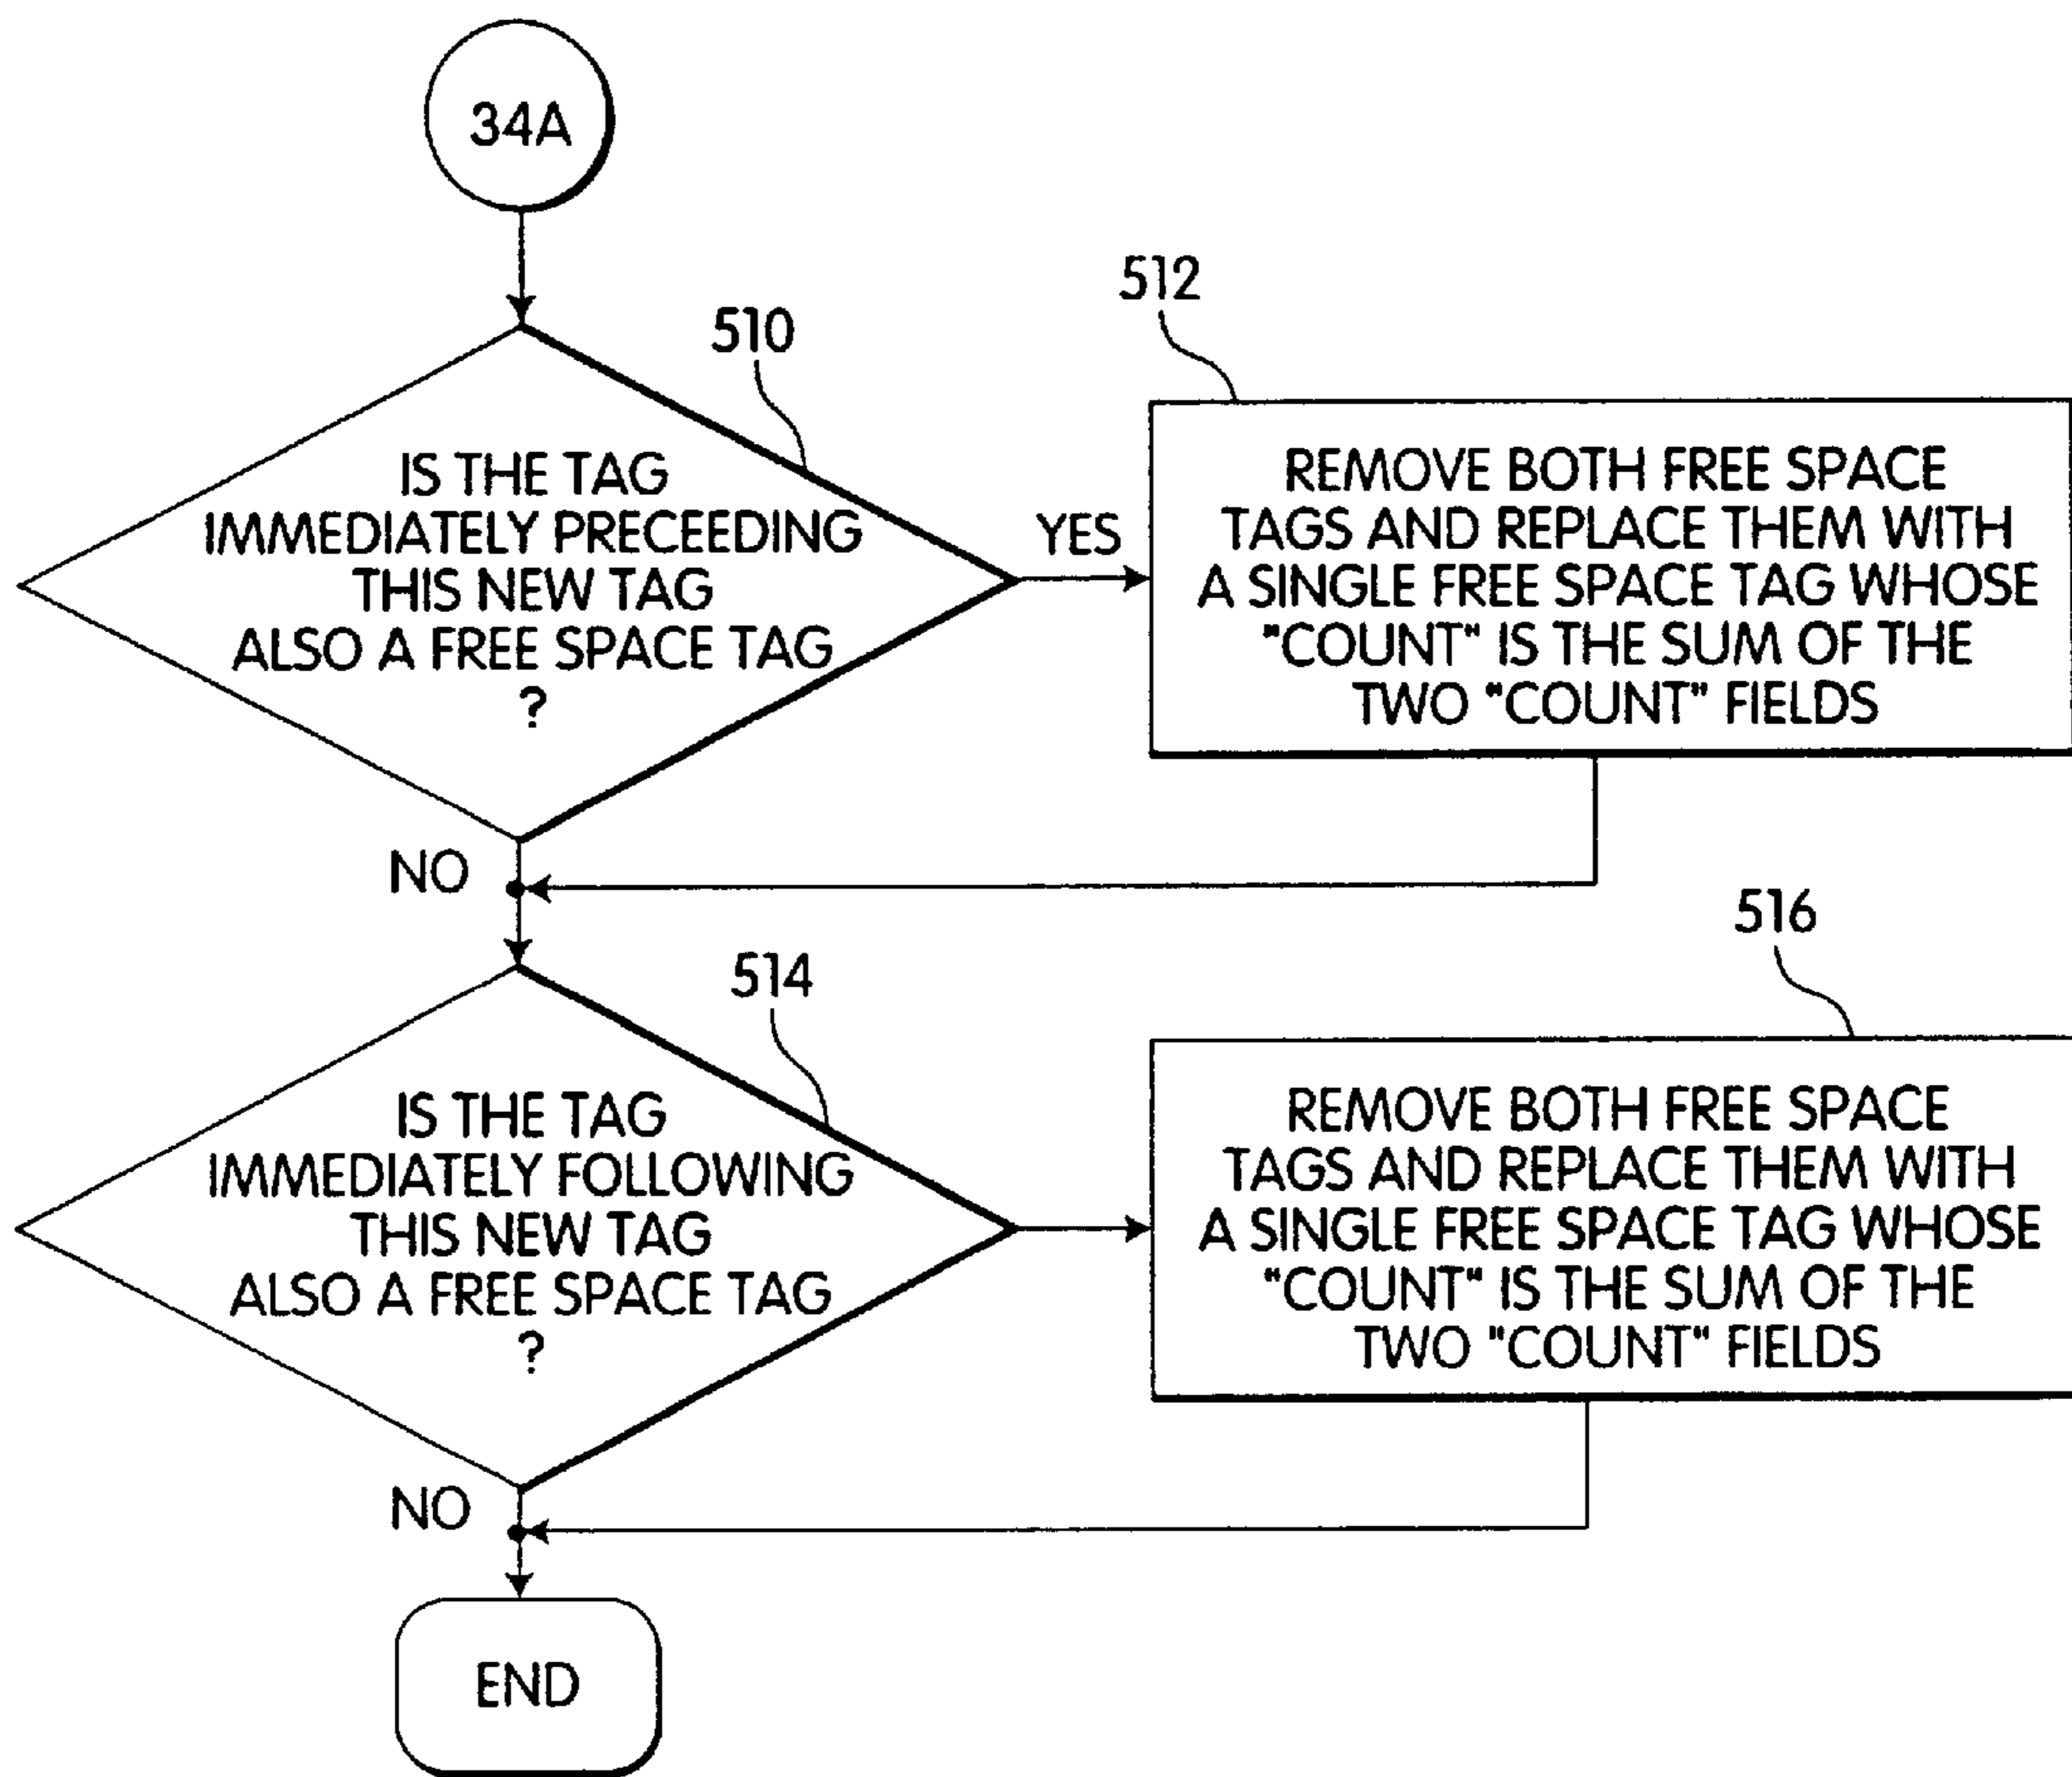 34A
510
IS THE TAG
IMMEDIATELY PRECEEDING
THIS NEW TAG
ALSO A FREE SPACE TAG
?
YES
512
REMOVE BOTH FREE SPACE
TAGS AND REPLACE THEM WITH
A SINGLE FREE SPACE TAG WHOSE
"COUNT" IS THE SUM OF THE
TWO "COUNT" FIELDS
NO
514
IS THE TAG
IMMEDIATELY FOLLOWING
THIS NEW TAG
ALSO A FREE SPACE TAG
?
516
REMOVE BOTH FREE SPACE
TAGS AND REPLACE THEM WITH
A SINGLE FREE SPACE TAG WHOSE
"COUNT" IS THE SUM OF THE
TWO "COUNT" FIELDS
NO
END